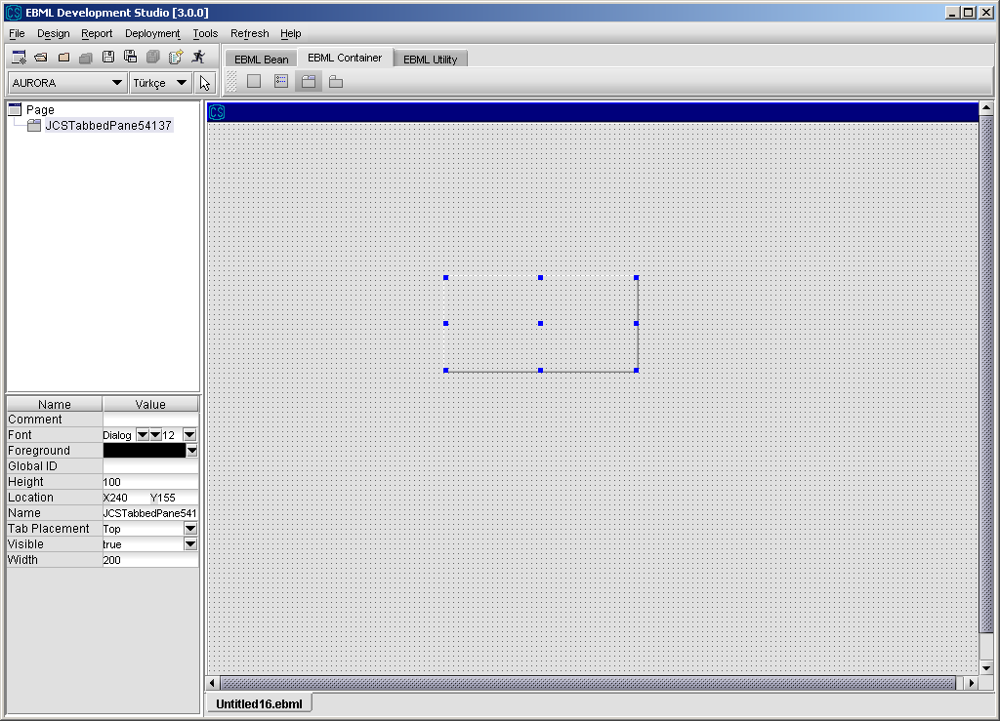 EBML Development Studio [3.0.0]
File Design Report Deployment Tools Refresh Help
EBML Bean EBML Container EBML Utility
AURORA Türkçe
Page
JCSTabbedPane54137
CS
Name Value
Comment
Font Dialog 12
Foreground
Global ID
Height 100
Location X240 Y155
Name JCSTabbedPane541
Tab Placement Top
Visible true
Width 200
Untitled16.ebml